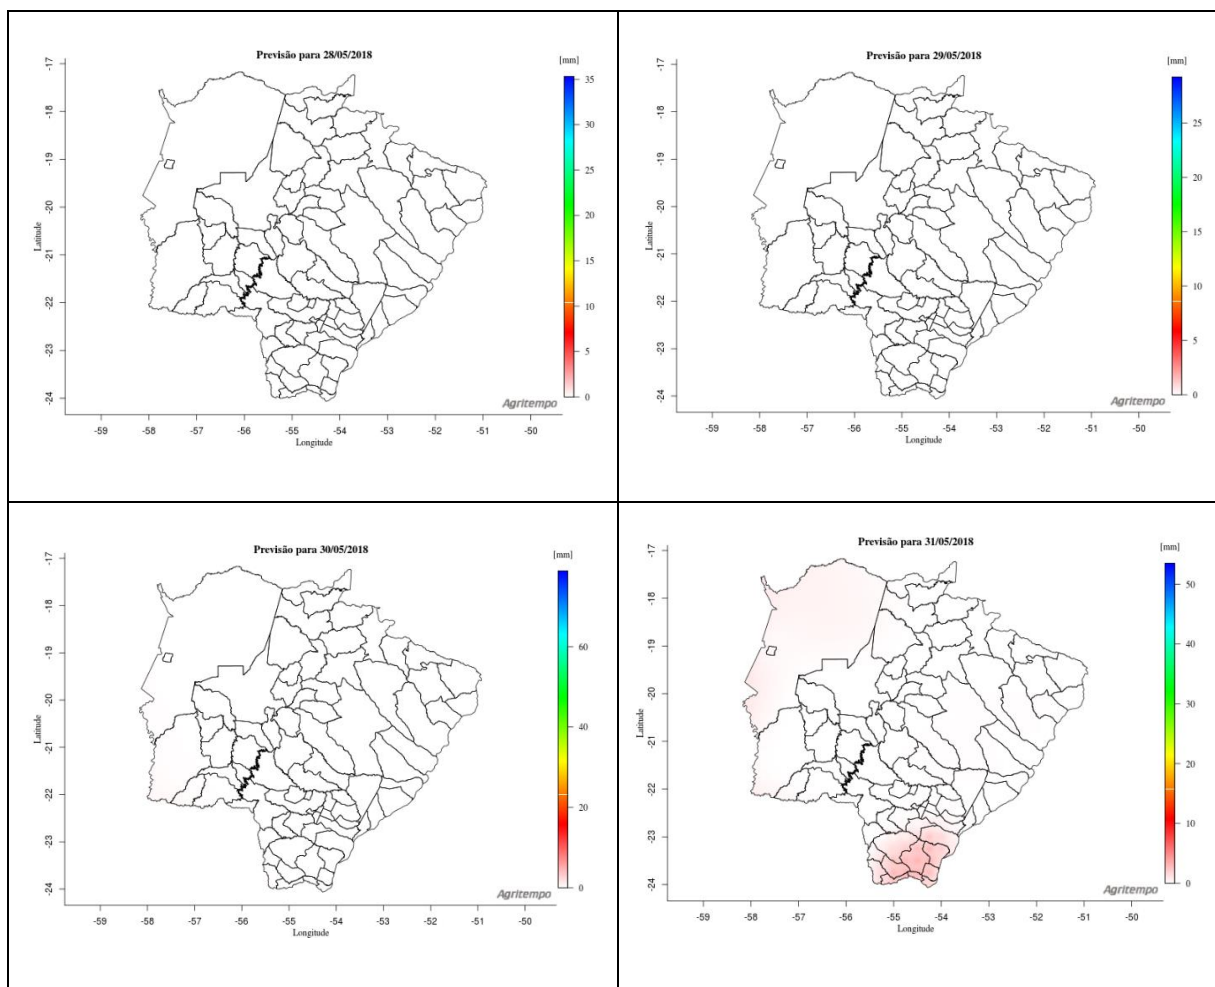 Previsão para 28/05/2018
[mm]
-17
-18
-19
-20
-21
-22
-23
-24
Latitude
35
30
25
20
15
10
5
0
Agritempo
-59 -58 -57 -56 -55 -54 -53 -52 -51 -50
Longitude
Previsão para 29/05/2018
[mm]
-17
-18
-19
-20
-21
-22
-23
-24
Latitude
25
20
15
10
5
0
Agritempo
-59 -58 -57 -56 -55 -54 -53 -52 -51 -50
Longitude
Previsão para 30/05/2018
[mm]
-17
-18
-19
-20
-21
-22
-23
-24
Latitude
60
40
20
0
Agritempo
-59 -58 -57 -56 -55 -54 -53 -52 -51 -50
Longitude
Previsão para 31/05/2018
[mm]
-17
-18
-19
-20
-21
-22
-23
-24
Latitude
50
40
30
20
10
0
Agritempo
-59 -58 -57 -56 -55 -54 -53 -52 -51 -50
Longitude